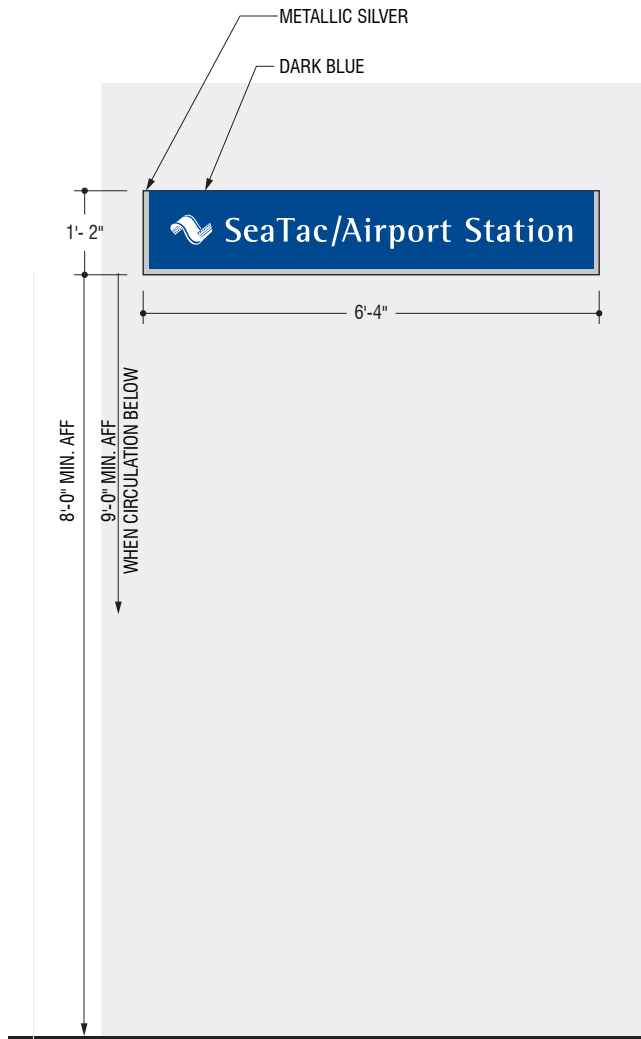 METALLIC SILVER
DARK BLUE
1'- 2"
SeaTac/Airport Station
6'-4"
8'-0" MIN. AFF
9'-0" MIN. AFF
WHEN CIRCULATION BELOW